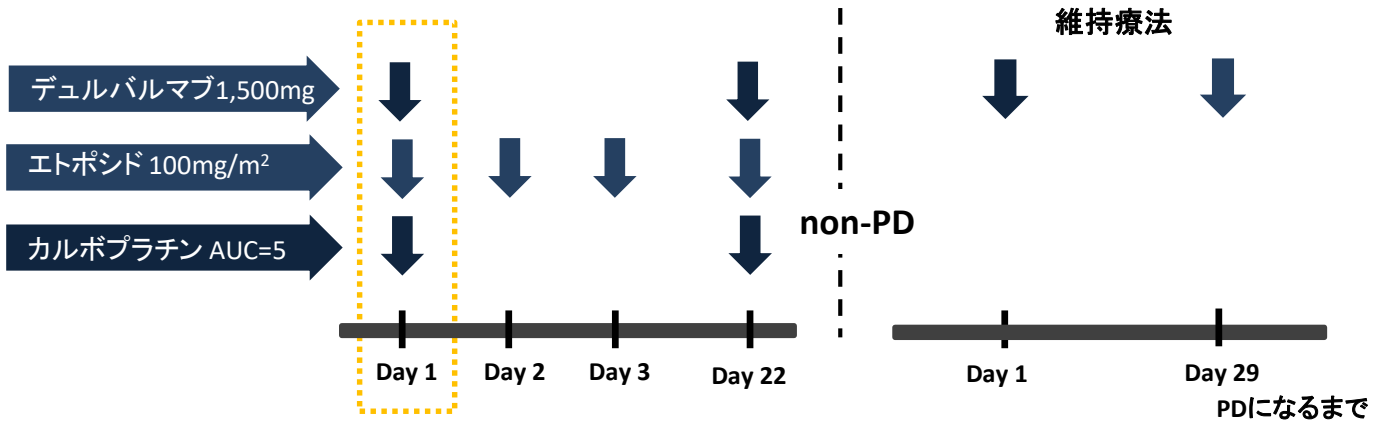 維持療法
デュルバルマブ1,500mg
エトポシド 100mg/m²
カルボプラチン AUC=5
non-PD
Day 1
Day 2
Day 3
Day 22
Day 1
Day 29
PDになるまで